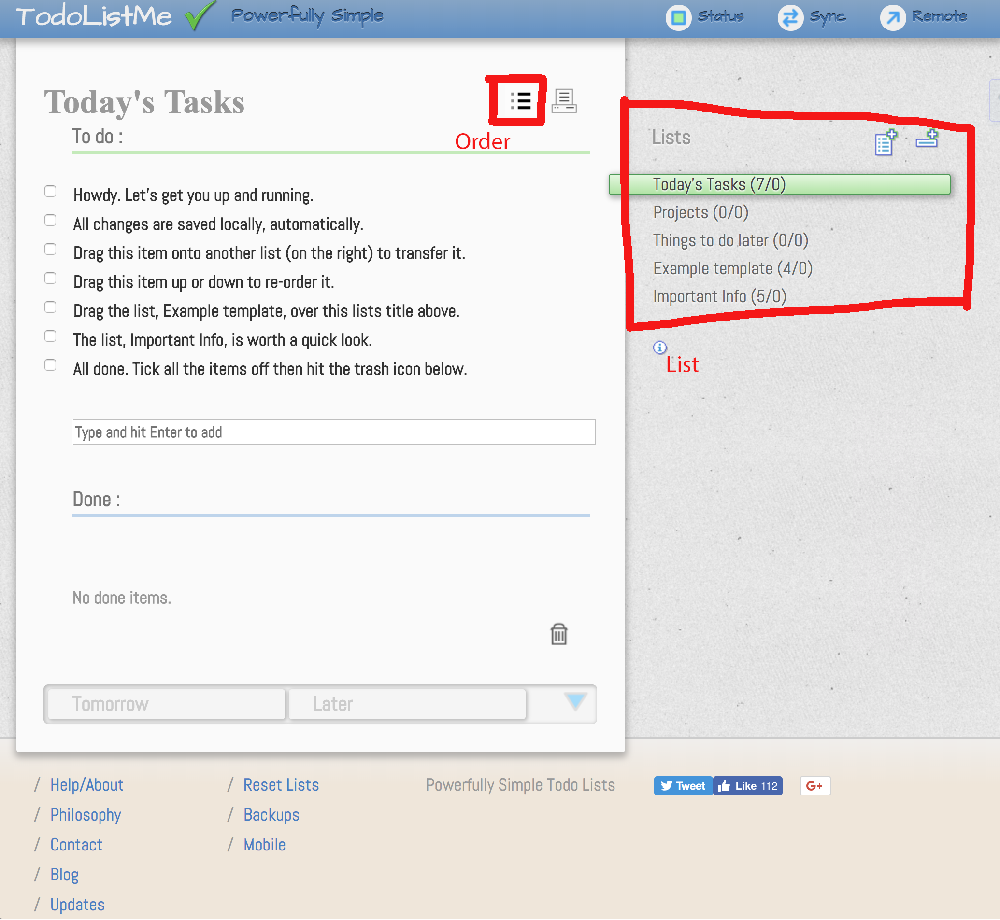 TodoListMe Powerfully Simple Status Sync Remote
Today's Tasks
To do :
Order
Howdy. Let's get you up and running.
All changes are saved locally, automatically.
Drag this item onto another list (on the right) to transfer it.
Drag this item up or down to re-order it.
Drag the list, Example template, over this lists title above.
The list, Important Info, is worth a quick look.
All done. Tick all the items off then hit the trash icon below.
Type and hit Enter to add
Done :
No done items.
Tomorrow Later
Lists
Today's Tasks (7/0)
Projects (0/0)
Things to do later (0/0)
Example template (4/0)
Important Info (5/0)
List
/ Help/About
/ Philosophy
/ Contact
/ Blog
/ Updates
/ Reset Lists
/ Backups
/ Mobile
Powerfully Simple Todo Lists
Tweet Like 112 G+